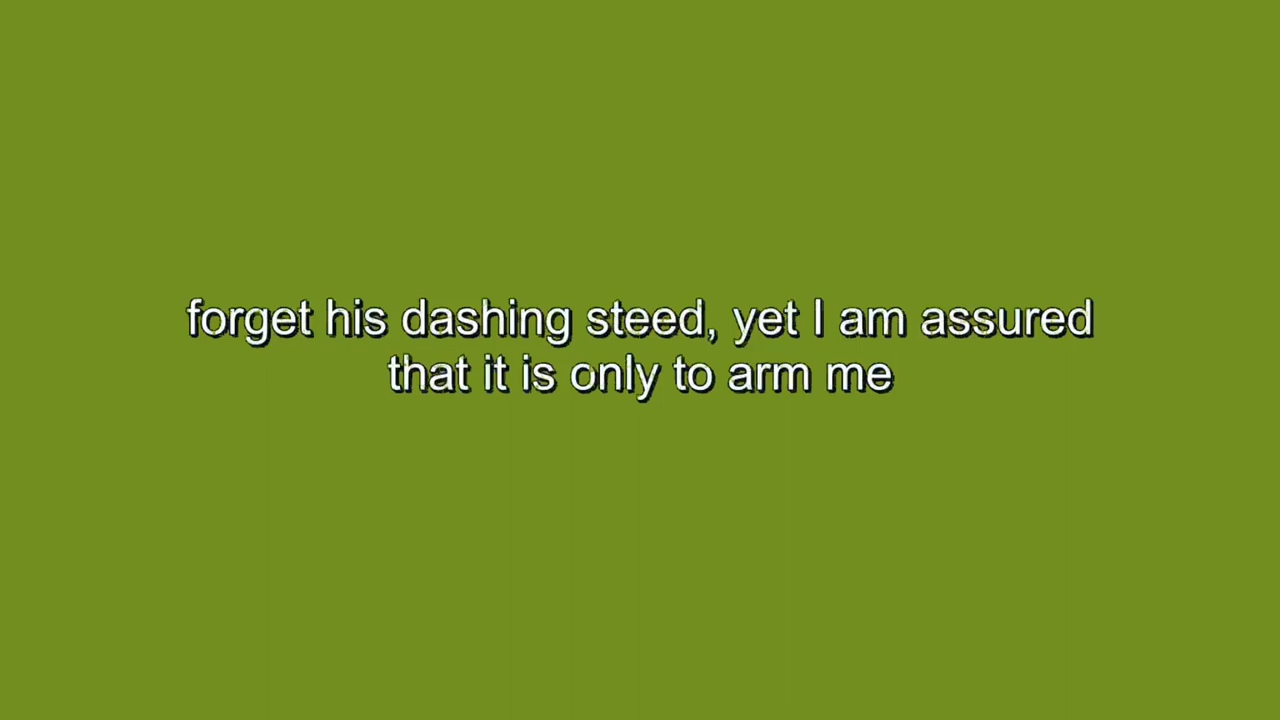 forget his dashing steed, yet I am assured
that it is only to arm me